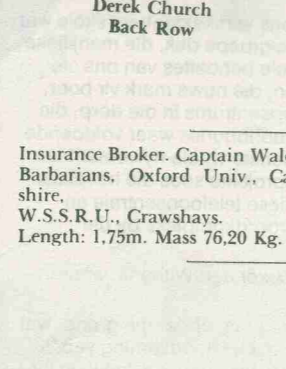 Derek Church
Back Row
Insurance Broker. Captain
Barbarians, Oxford Univ.,
shire,
W.S.S.R.U., Crawshays.
Length: 1,75m. Mass 76,20 Kg.